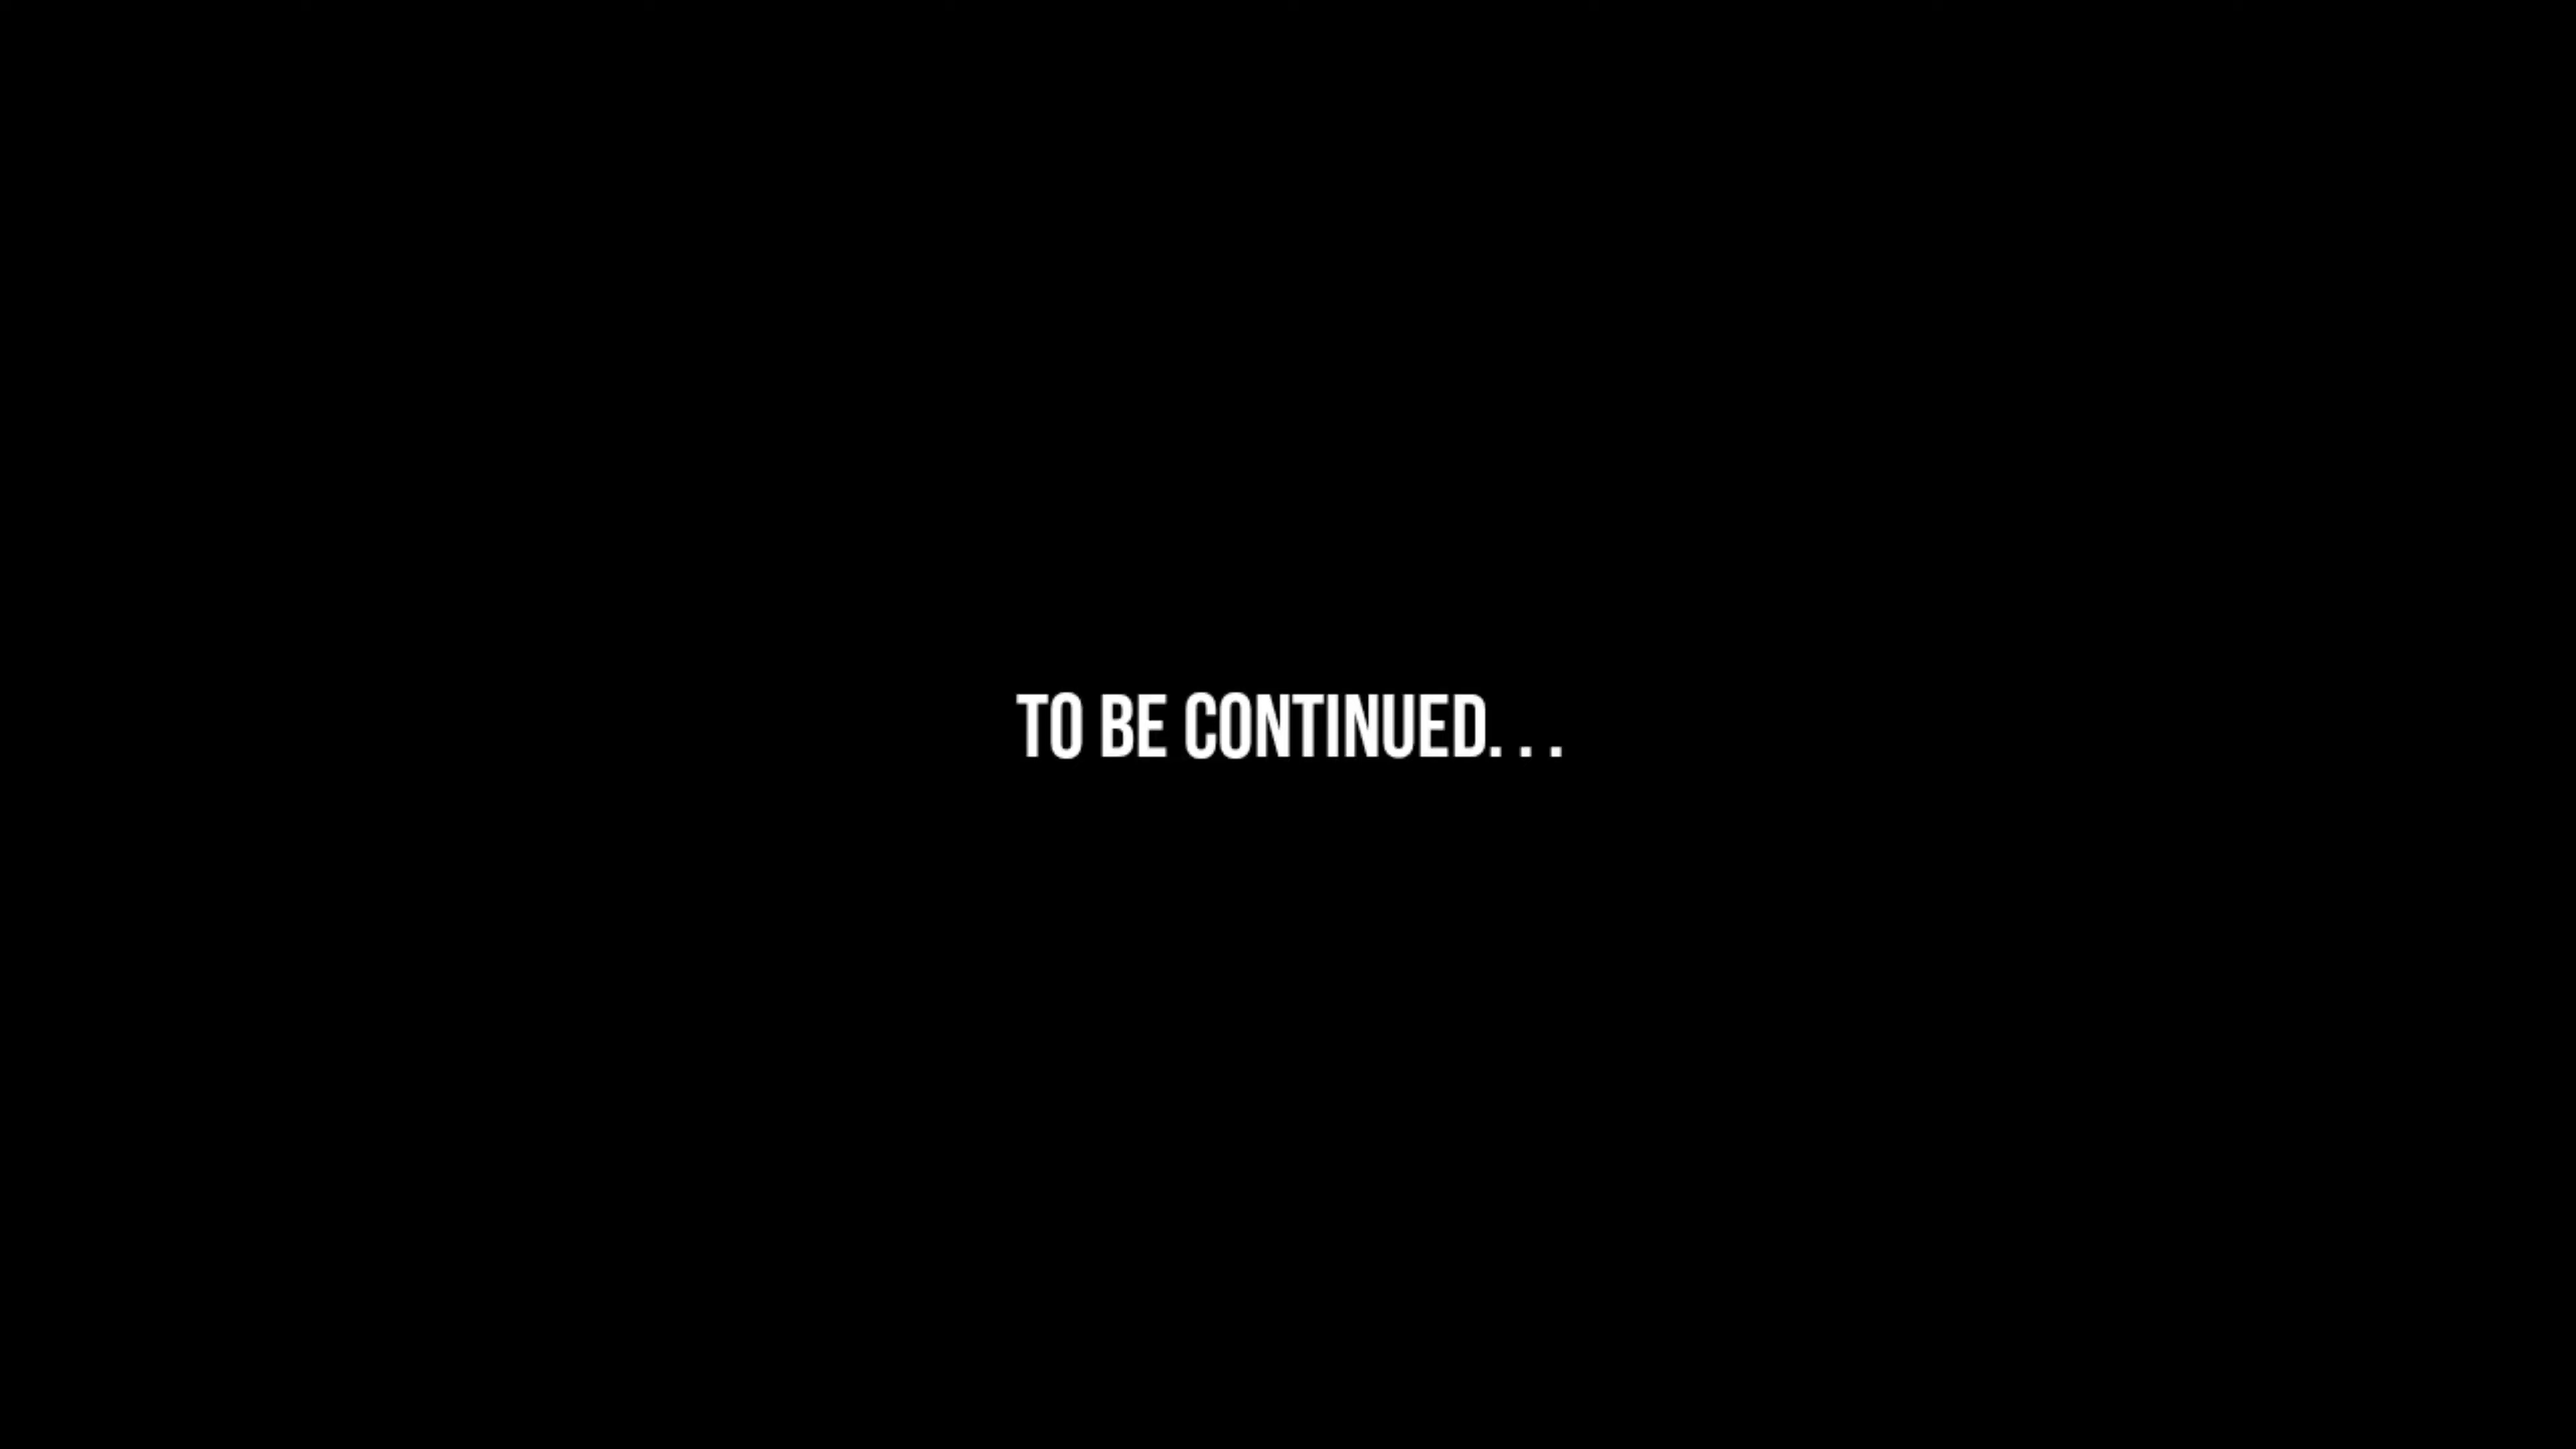 TO BE CONTINUED. . .